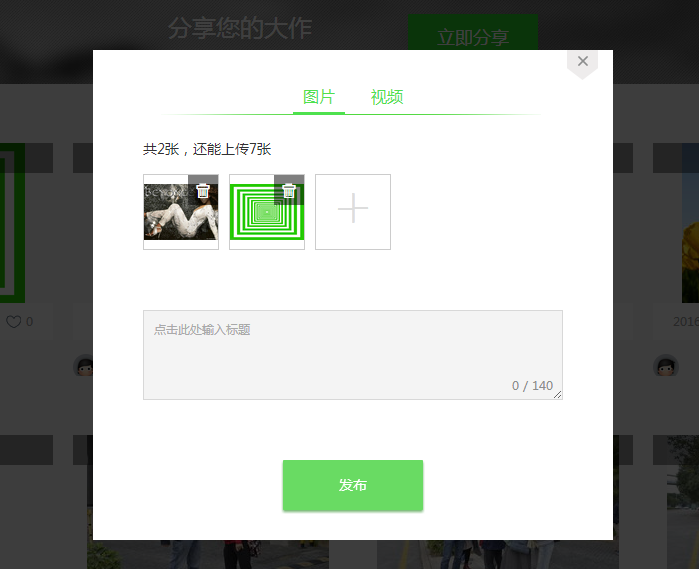 分享您的大作
立即分享
图片
视频
共2张，还能上传7张
点击此处输入标题
0 / 140
发布
0
2016